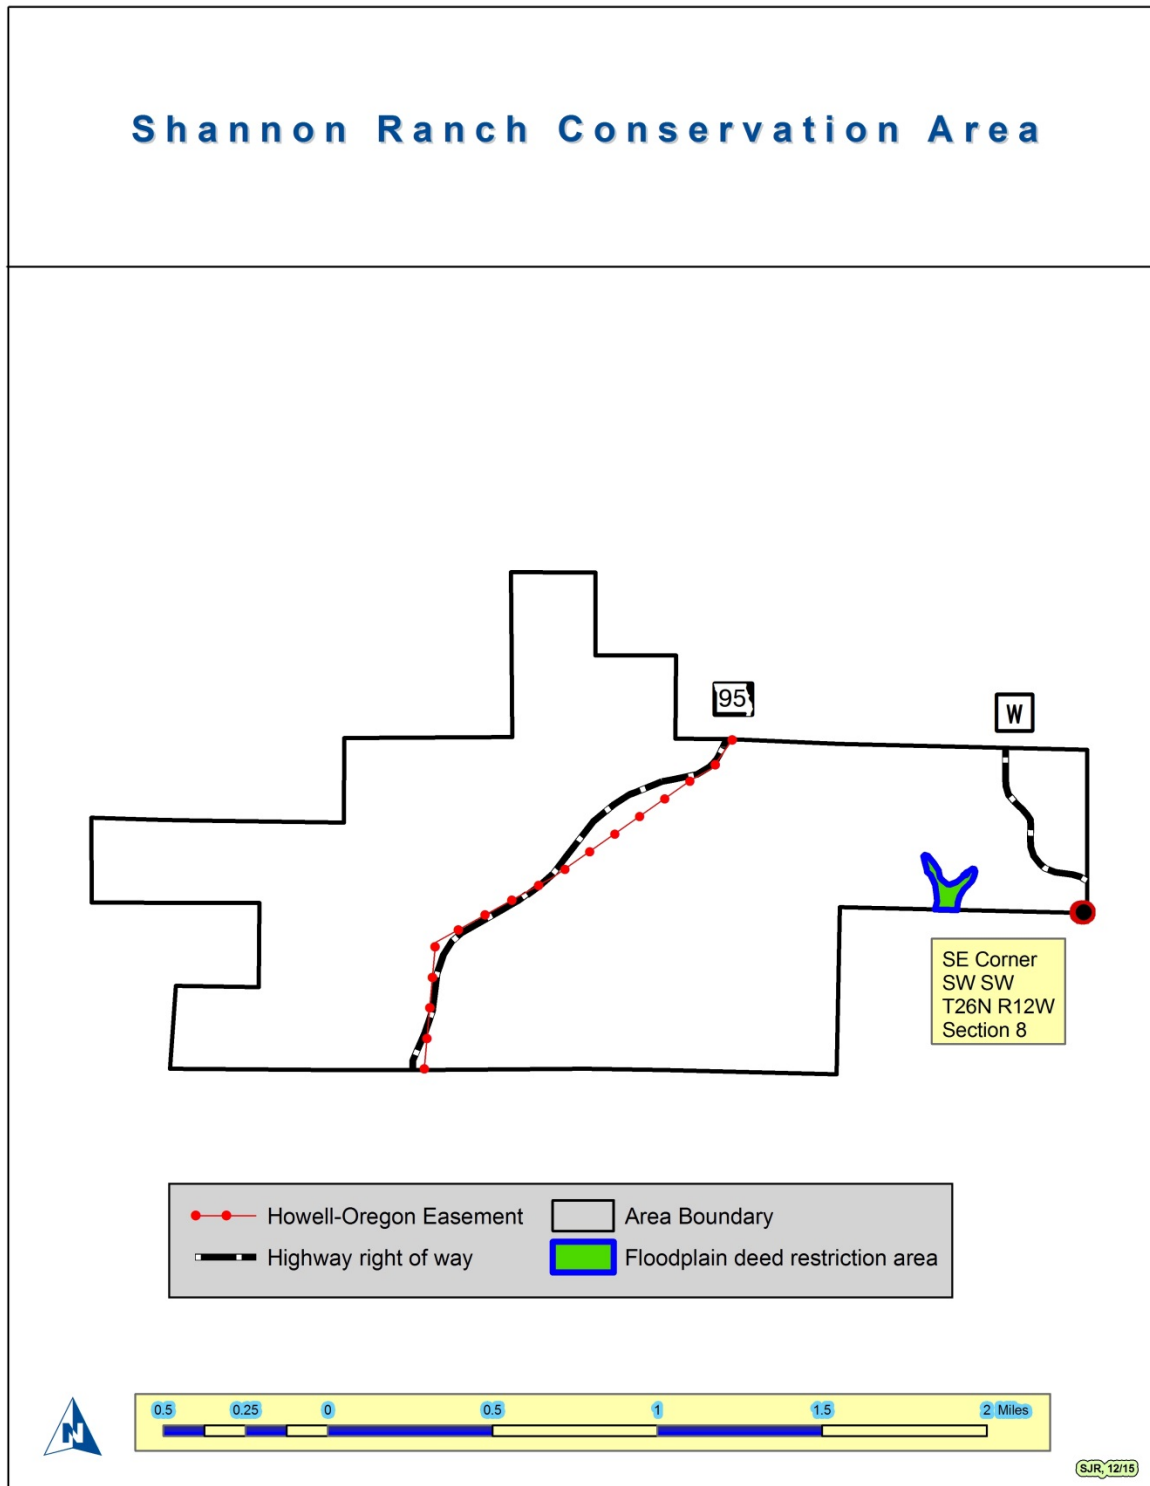 Shannon Ranch Conservation Area
95
W
SE Corner
SW SW
T26N R12W
Section 8
Howell-Oregon Easement
Area Boundary
Highway right of way
Floodplain deed restriction area
N
0.5 0.25 0 0.5 1 1.5 2 Miles
SJR, 12/15